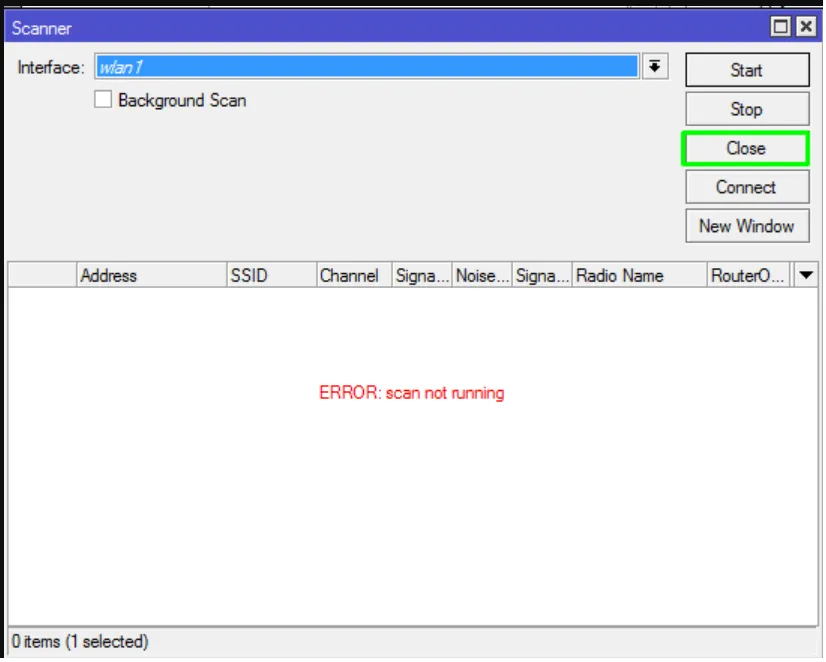 Scanner
Interface: wlan1
Background Scan
Start
Stop
Close
Connect
New Window
Address SSID Channel Signa... Noise... Signa... Radio Name RouterO...
ERROR: scan not running
0 items (1 selected)